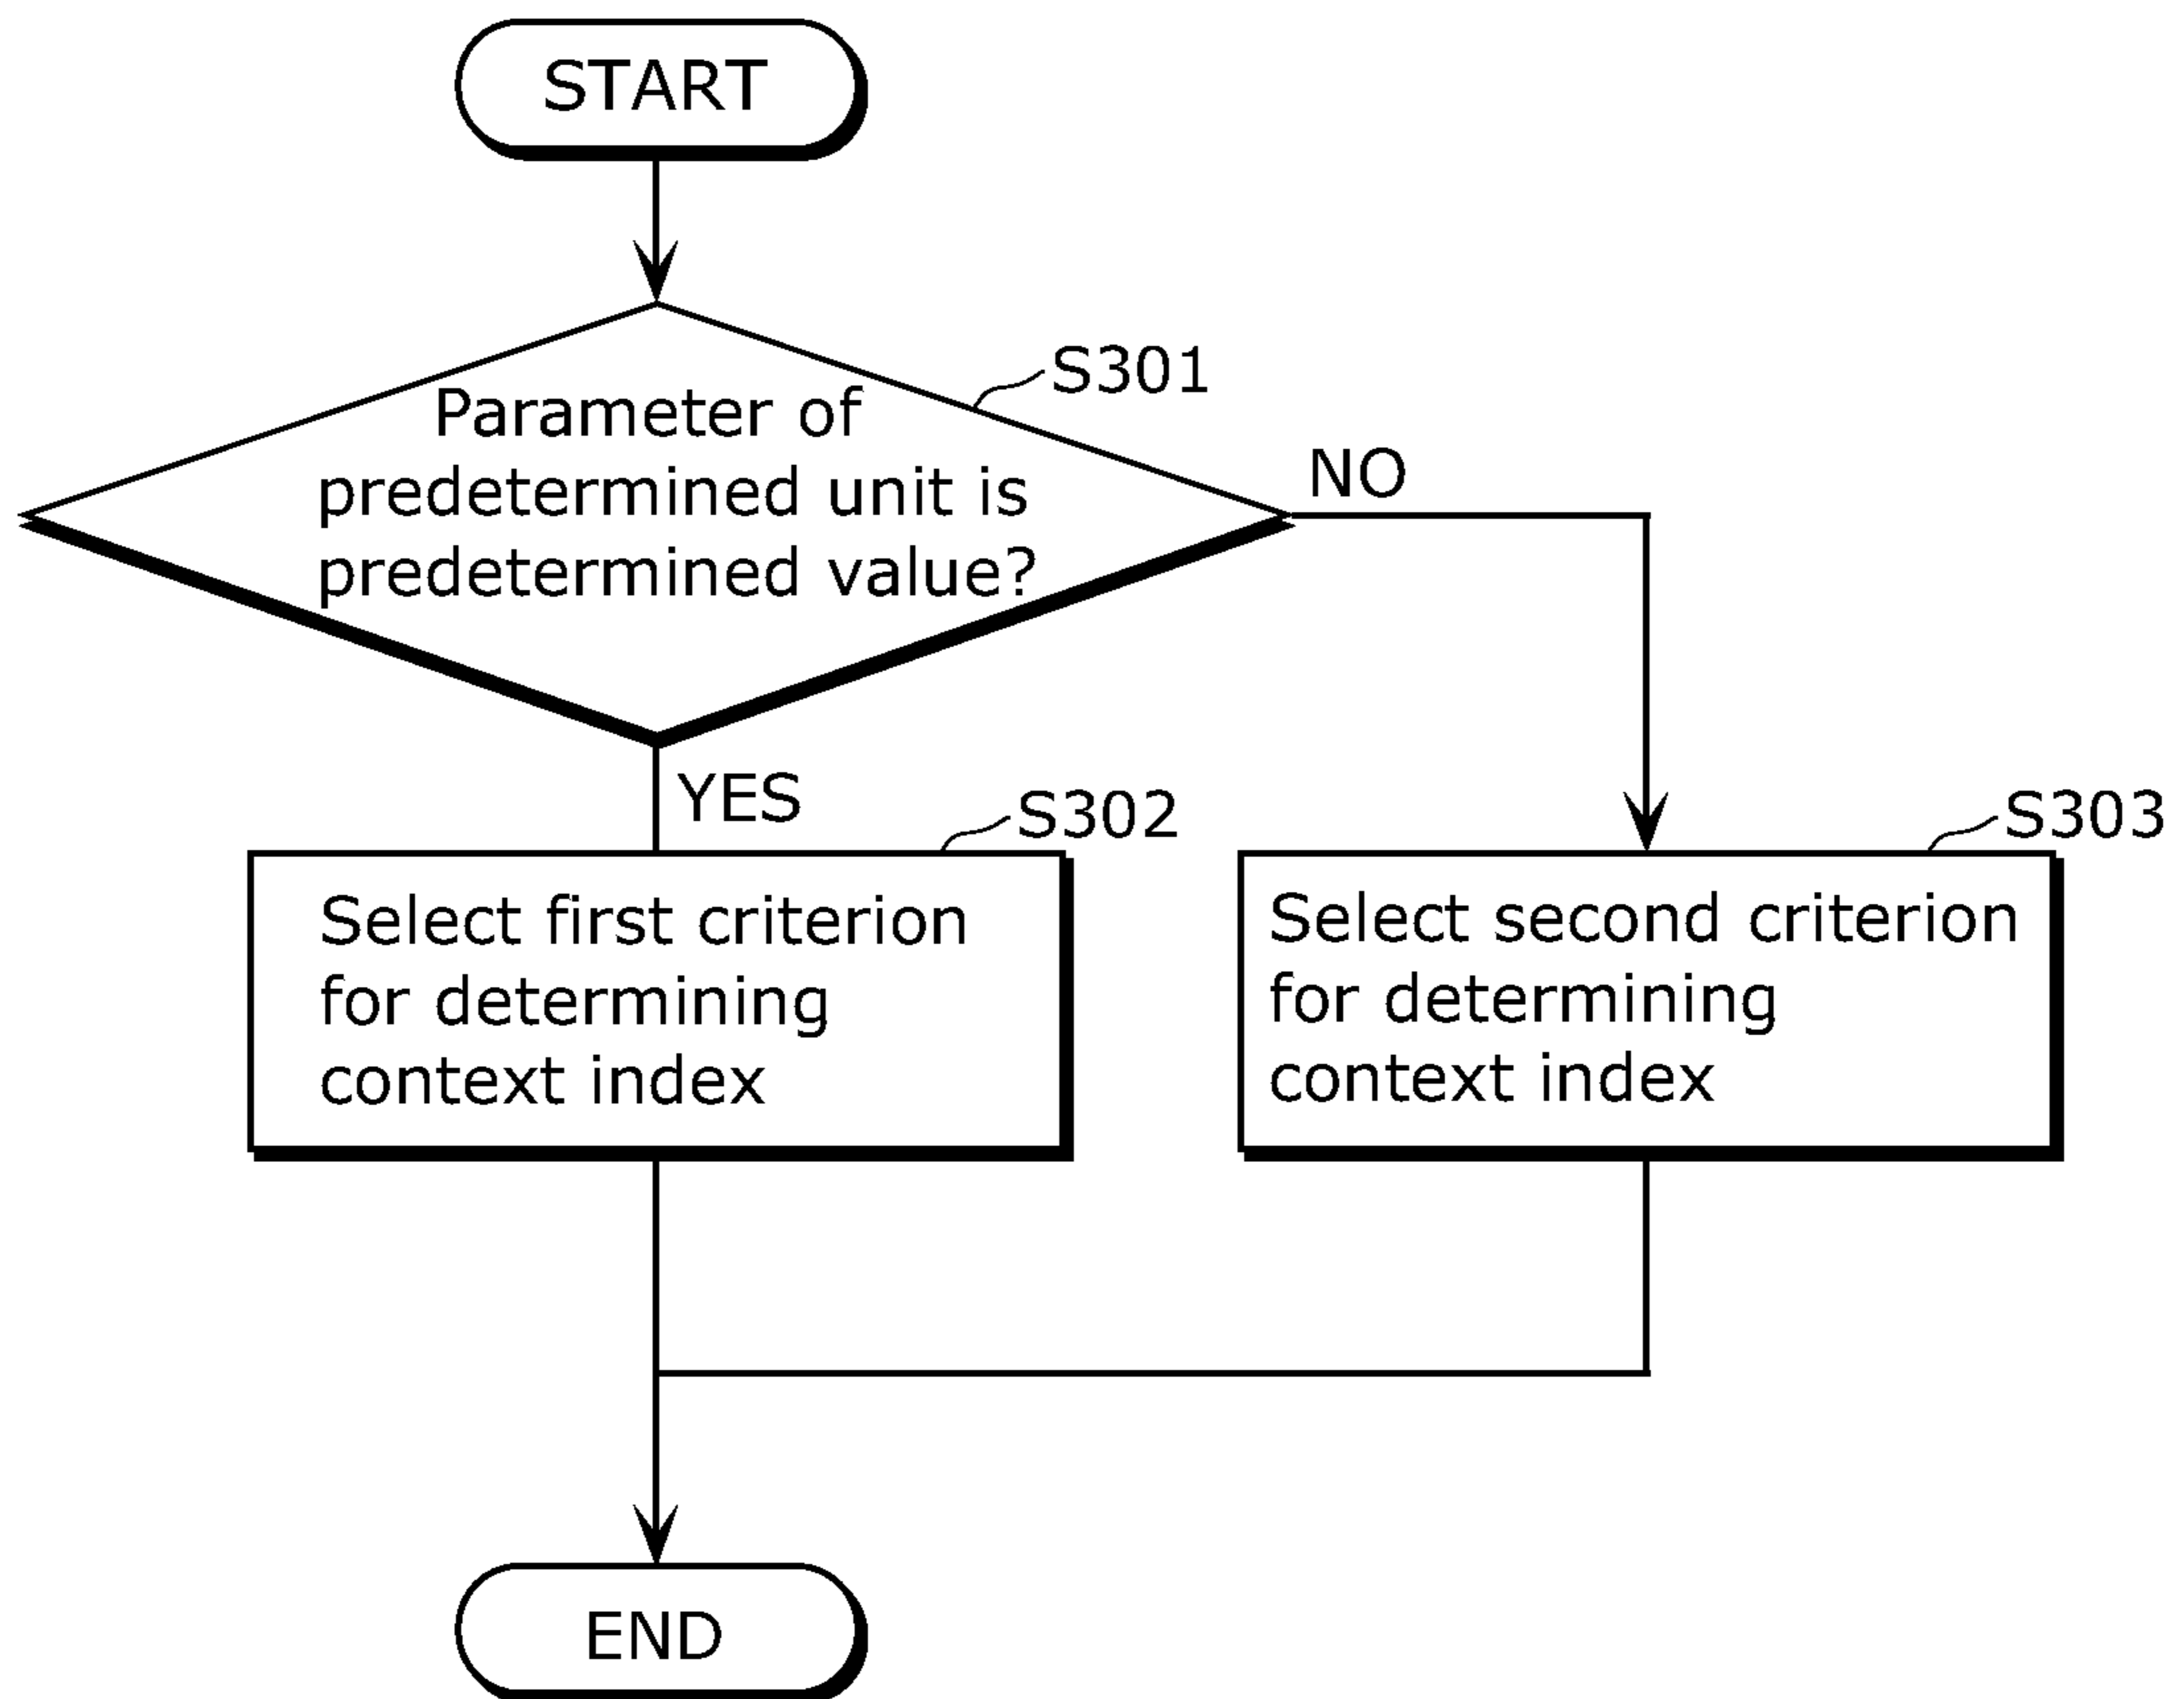 START
S301
Parameter of
predetermined unit is
predetermined value?
NO
YES
S302
Select first criterion
for determining
context index
S303
Select second criterion
for determining
context index
END